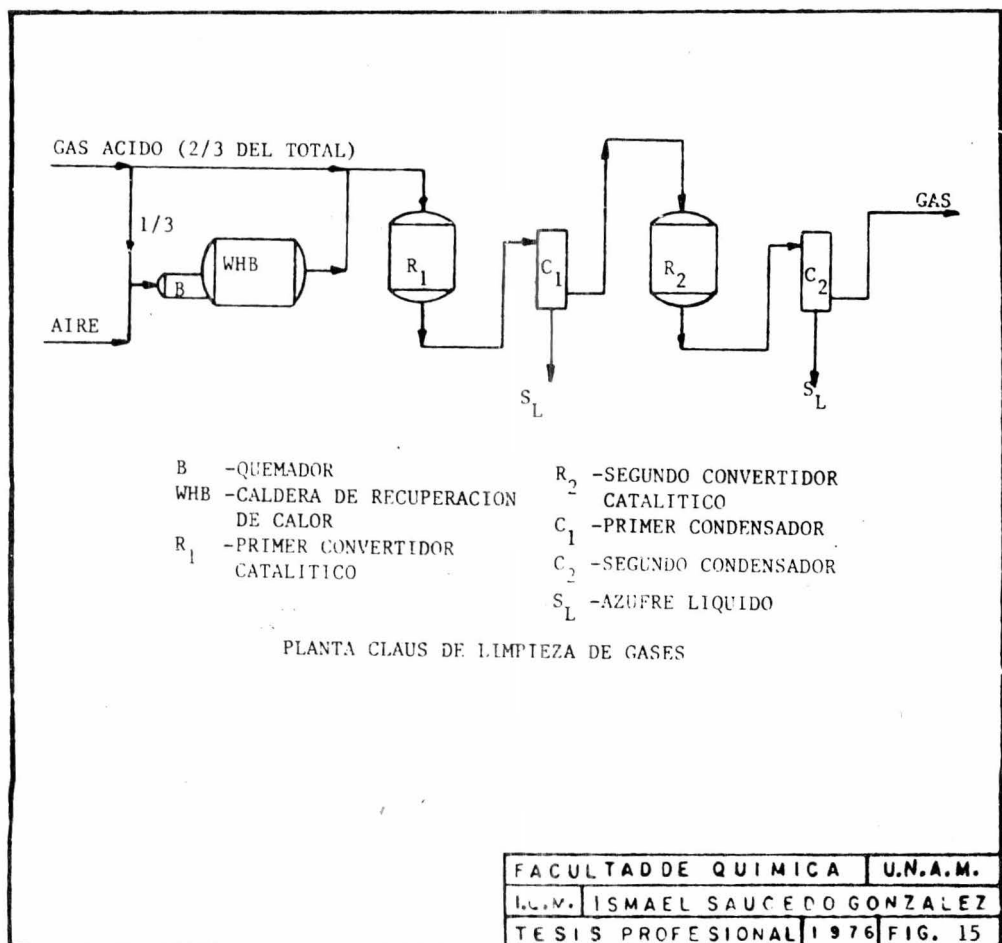 GAS ACIDO (2/3 DEL TOTAL)
1/3
AIRE
B
WHB
R1
C1
SL
R2
C2
SL
GAS
B -QUEMADOR
WHB -CALDERA DE RECUPERACION
DE CALOR
R1 -PRIMER CONVERTIDOR
CATALITICO
R2 -SEGUNDO CONVERTIDOR
CATALITICO
C1 -PRIMER CONDENSADOR
C2 -SEGUNDO CONDENSADOR
SL -AZUFRE LIQUIDO
PLANTA CLAUS DE LIMPIEZA DE GASES
FACULTAD DE QUIMICA U.N.A.M.
ISMAEL SAUCEDO GONZALEZ
TESIS PROFESIONAL 1976 FIG. 15